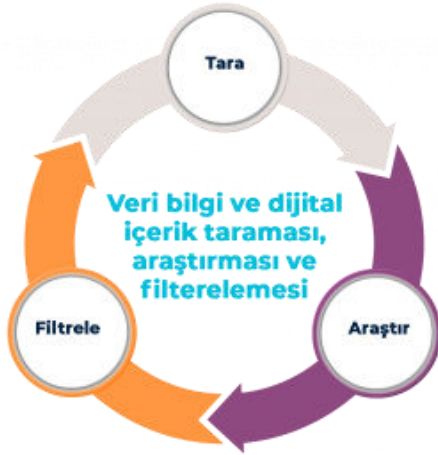 Tara
Veri bilgi ve dijital
içerik taraması,
araştırması ve
filterelemesi
Filtrele
Araştır